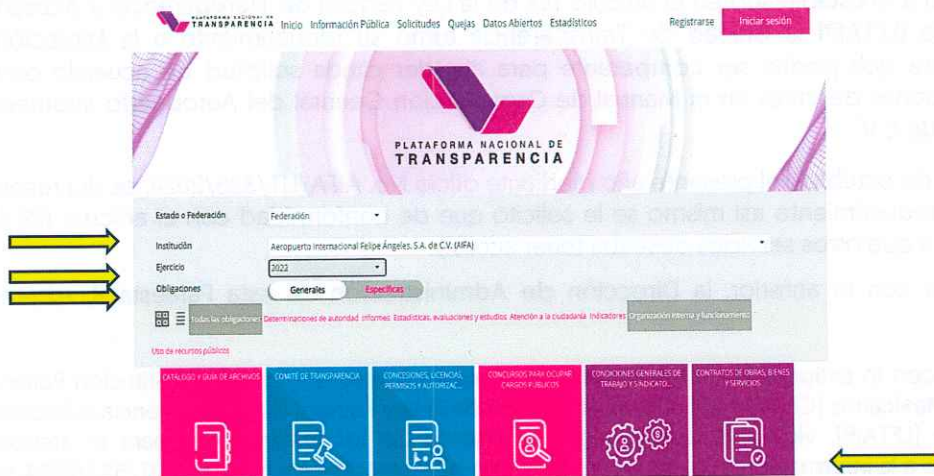 PLATAFORMA NACIONAL DE
TRANSPARENCIA
Inicio Información Pública Solicitudes Quejas Datos Abiertos Estadísticos Registrarse Iniciar sesión
PLATAFORMA NACIONAL DE
TRANSPARENCIA
Estado o Federación Federación
Institución Aeropuerto Internacional Felipe Ángeles, S.A. de C.V. (AIFA)
Ejercicio 2022
Obligaciones Generales Específicas
Todas las obligaciones Determinaciones de autoridad Informes Estadísticas, evaluaciones y estudios Atención a la ciudadanía Indicadores Organización interna y funcionamiento
Uso de recursos públicos
CATÁLOGO Y GUIA DE ARCHIVOS
COMITÉ DE TRANSPARENCIA
CONCESIONES, LICENCIAS,
PERMISOS Y AUTORIZAC...
CONCURSOS PARA OCUPAR
CARGOS PÚBLICOS
CONDICIONES GENERALES DE
TRABAJO Y SINDICATO...
CONTRATOS DE OBRAS, BIENES
Y SERVICIOS